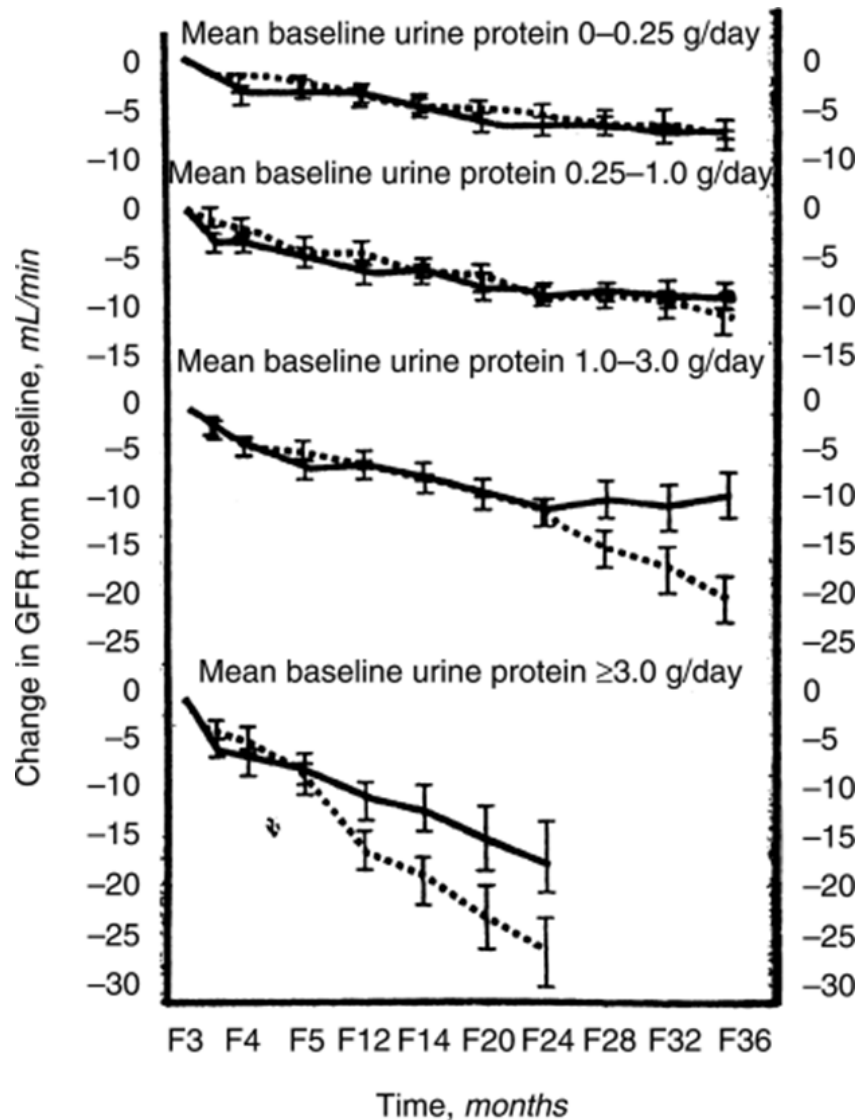 Mean baseline urine protein 0–0.25 g/day
0 0
–5 –5
–10 –10
Mean baseline urine protein 0.25–1.0 g/day
0 0
–5 –5
–10 –10
–15 –15
Mean baseline urine protein 1.0–3.0 g/day
0 0
–5 –5
–10 –10
–15 –15
–20 –20
–25 –25
Mean baseline urine protein ≥3.0 g/day
0 0
–5 –5
–10 –10
–15 –15
–20 –20
–25 –25
–30 –30
Change in GFR from baseline, mL/min
F3 F4 F5 F12 F14 F20 F24 F28 F32 F36
Time, months